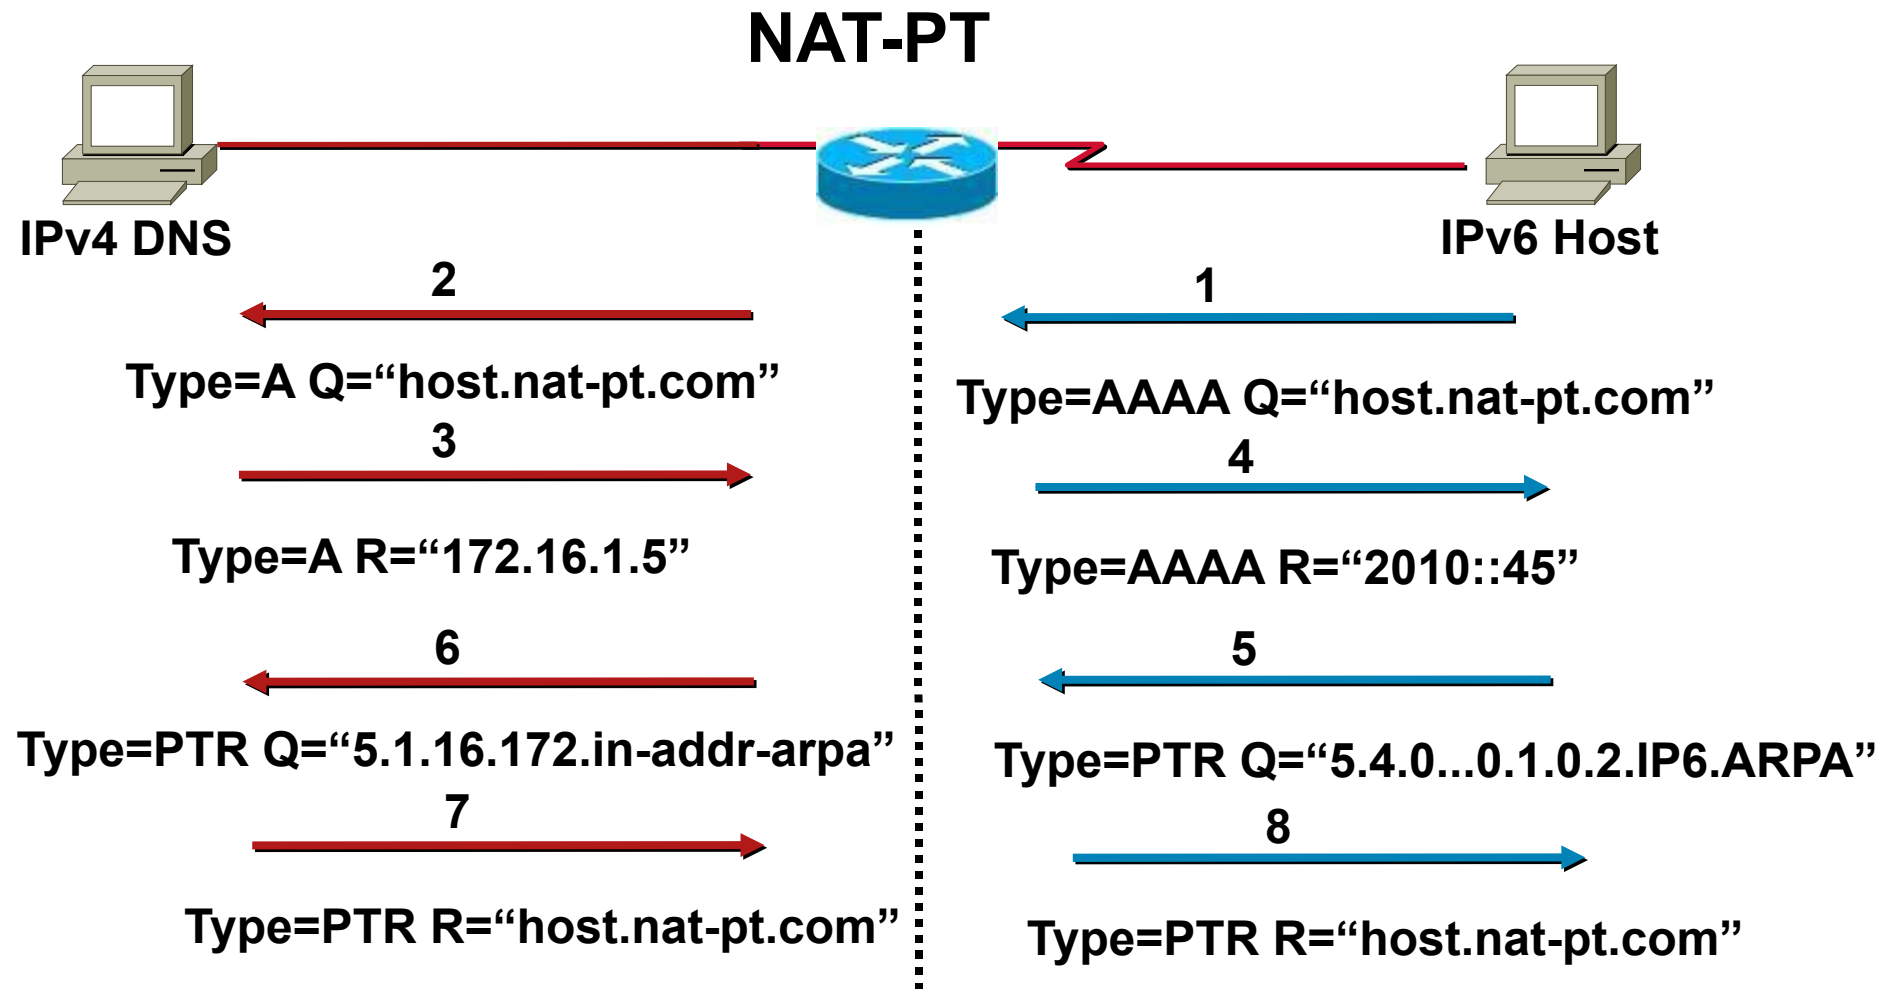 NAT-PT
IPv4 DNS
IPv6 Host
2
1
Type=A Q=“host.nat-pt.com”
Type=AAAA Q=“host.nat-pt.com”
3
4
Type=A R=“172.16.1.5”
Type=AAAA R=“2010::45”
6
5
Type=PTR Q=“5.1.16.172.in-addr-arpa”
Type=PTR Q=“5.4.0...0.1.0.2.IP6.ARPA”
7
8
Type=PTR R=“host.nat-pt.com”
Type=PTR R=“host.nat-pt.com”